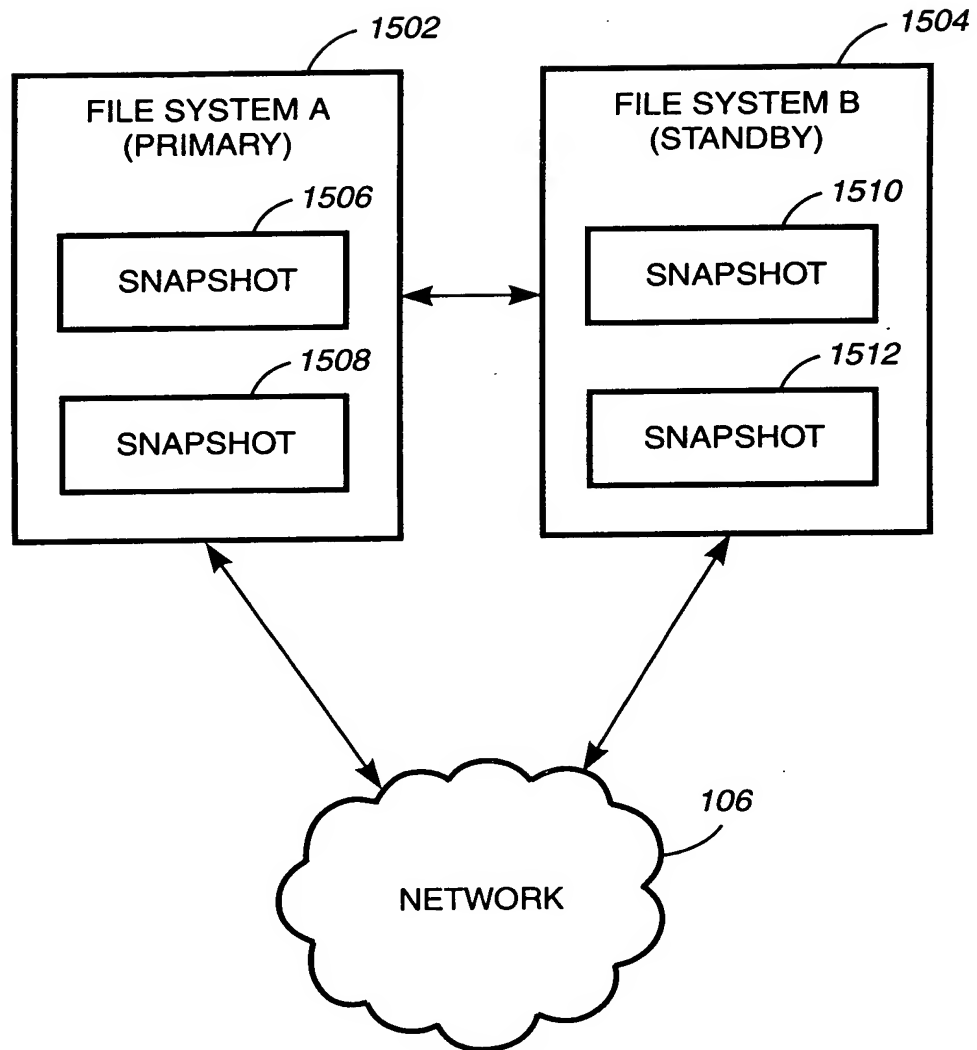 1502
1504
FILE SYSTEM A
(PRIMARY)
FILE SYSTEM B
(STANDBY)
1506
SNAPSHOT
1510
SNAPSHOT
1508
SNAPSHOT
1512
SNAPSHOT
106
NETWORK